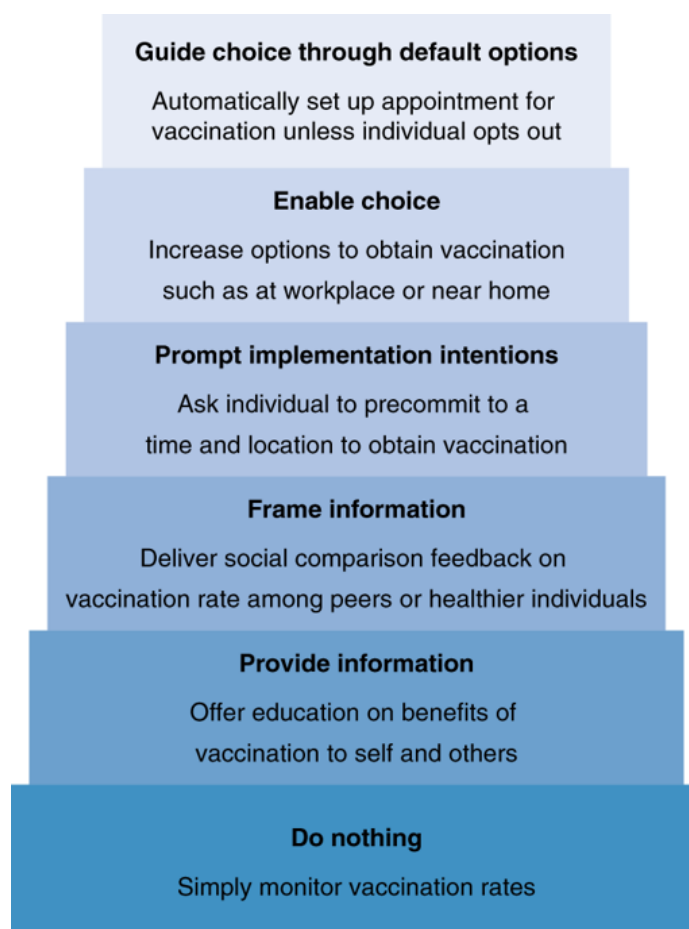 Guide choice through default options
Automatically set up appointment for
vaccination unless individual opts out
Enable choice
Increase options to obtain vaccination
such as at workplace or near home
Prompt implementation intentions
Ask individual to precommit to a
time and location to obtain vaccination
Frame information
Deliver social comparison feedback on
vaccination rate among peers or healthier individuals
Provide information
Offer education on benefits of
vaccination to self and others
Do nothing
Simply monitor vaccination rates